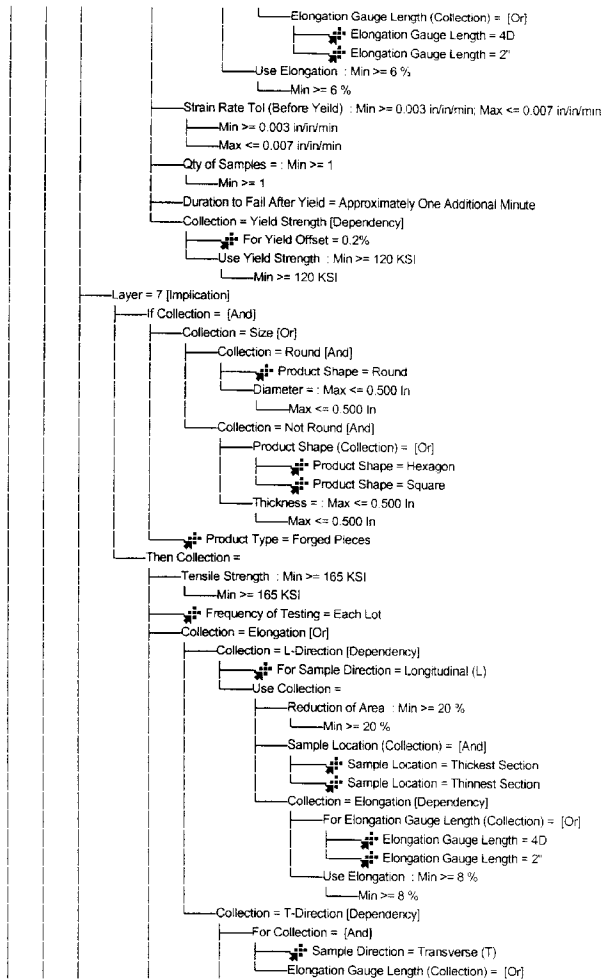 Elongation Gauge Length (Collection) = [Or]
Elongation Gauge Length = 4D
Elongation Gauge Length = 2"
Use Elongation : Min >= 6 %
Min >= 6 %
Strain Rate Tol (Before Yeild) : Min >= 0.003 in/in/min; Max <= 0.007 in/in/min
Min >= 0.003 in/in/min
Max <= 0.007 in/in/min
Qty of Samples = : Min >= 1
Min >= 1
Duration to Fail After Yield = Approximately One Additional Minute
Collection = Yield Strength [Dependency]
For Yield Offset = 0.2%
Use Yield Strength : Min >= 120 KSI
Min >= 120 KSI
Layer = 7 [Implication]
If Collection = [And]
Collection = Size [Or]
Collection = Round [And]
Product Shape = Round
Diameter = : Max <= 0.500 In
Max <= 0.500 In
Collection = Not Round [And]
Product Shape (Collection) = [Or]
Product Shape = Hexagon
Product Shape = Square
Thickness = : Max <= 0.500 In
Max <= 0.500 In
Product Type = Forged Pieces
Then Collection =
Tensile Strength : Min >= 165 KSI
Min >= 165 KSI
Frequency of Testing = Each Lot
Collection = Elongation [Or]
Collection = L-Direction [Dependency]
For Sample Direction = Longitudinal (L)
Use Collection =
Reduction of Area : Min >= 20 %
Min >= 20 %
Sample Location (Collection) = [And]
Sample Location = Thickest Section
Sample Location = Thinnest Section
Collection = Elongation [Dependency]
For Elongation Gauge Length (Collection) = [Or]
Elongation Gauge Length = 4D
Elongation Gauge Length = 2"
Use Elongation : Min >= 8 %
Min >= 8 %
Collection = T-Direction [Dependency]
For Collection = [And]
Sample Direction = Transverse (T)
Elongation Gauge Length (Collection) = [Or]